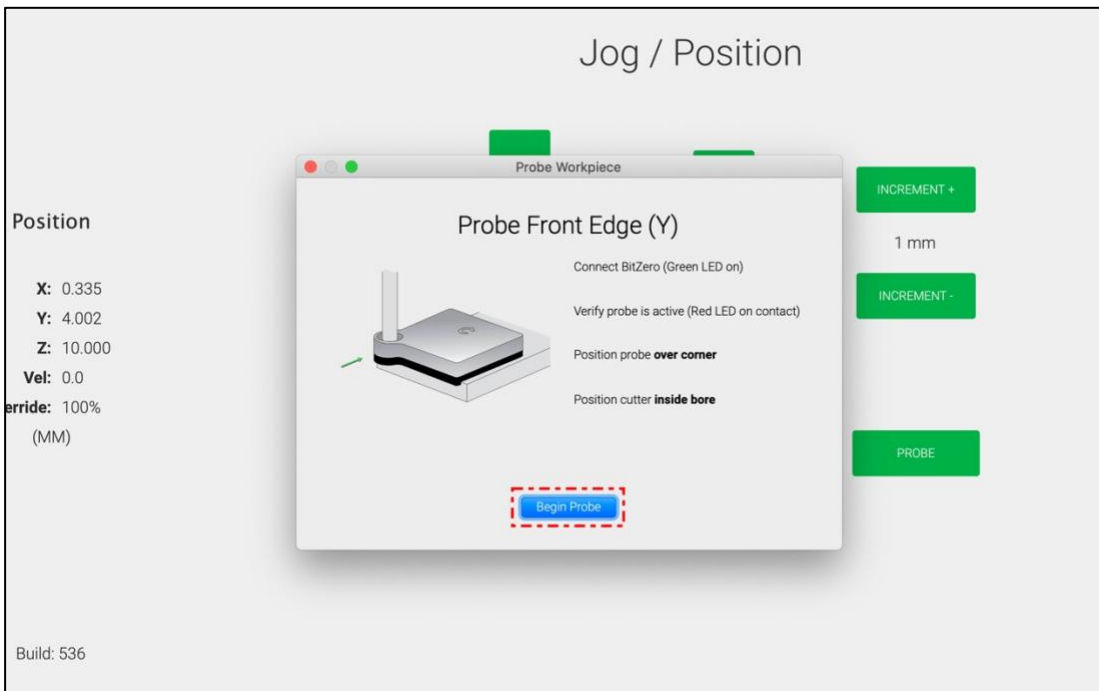 Jog / Position
Probe Workpiece
Probe Front Edge (Y)
Connect BitZero (Green LED on)
Verify probe is active (Red LED on contact)
Position probe over corner
Position cutter inside bore
Begin Probe
Position
X: 0.335
Y: 4.002
Z: 10.000
Vel: 0.0
erride: 100%
(MM)
INCREMENT +
1 mm
INCREMENT -
PROBE
Build: 536